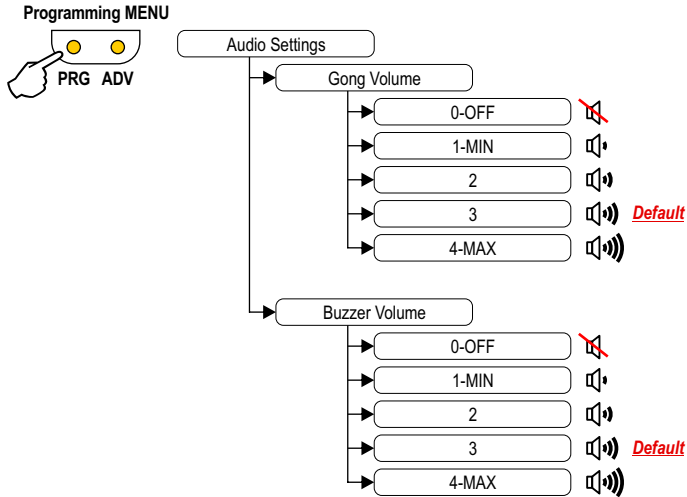 Programming MENU
PRG ADV
Audio Settings
Gong Volume
0-OFF
1-MIN
2
3 Default
4-MAX
Buzzer Volume
0-OFF
1-MIN
2
3 Default
4-MAX